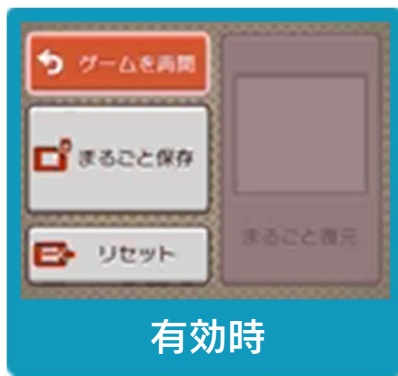 ゲームを再開
まるごと保存
リセット
まるごと復元
有効時